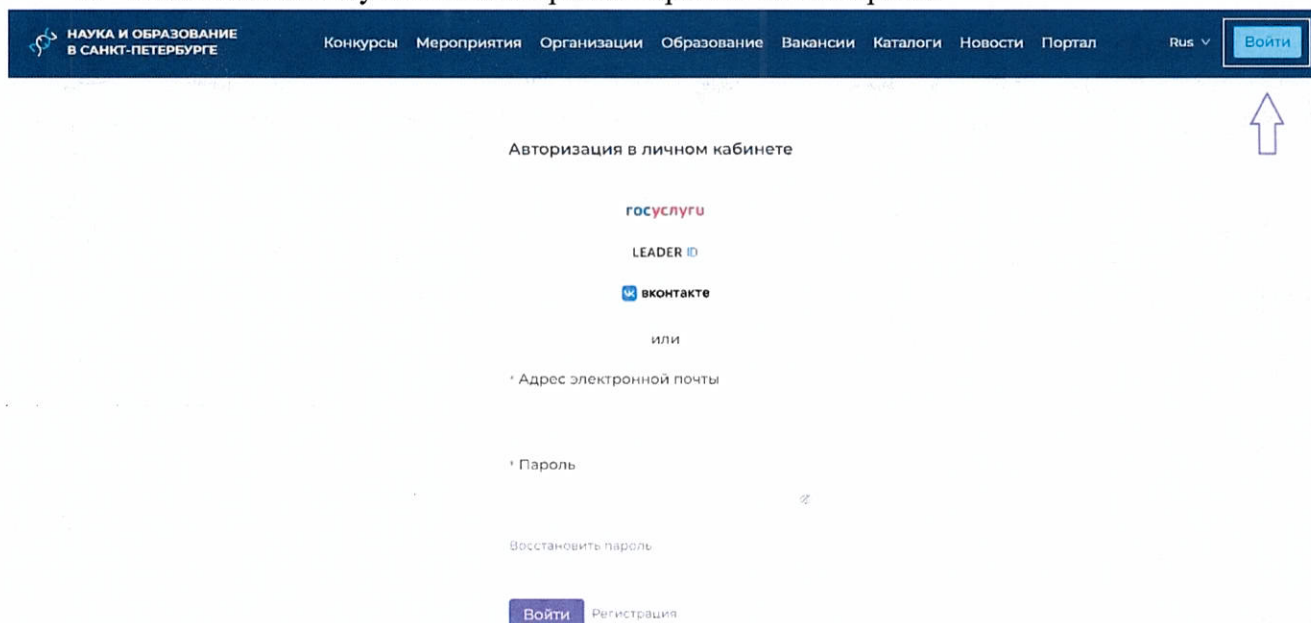 НАУКА И ОБРАЗОВАНИЕ
В САНКТ-ПЕТЕРБУРГЕ
Конкурсы Мероприятия Организации Образование Вакансии Каталоги Новости Портал Rus Войти
Авторизация в личном кабинете
госуслуги
LEADER ID
вконтакте
или
* Адрес электронной почты
* Пароль
Восстановить пароль
Войти Регистрация